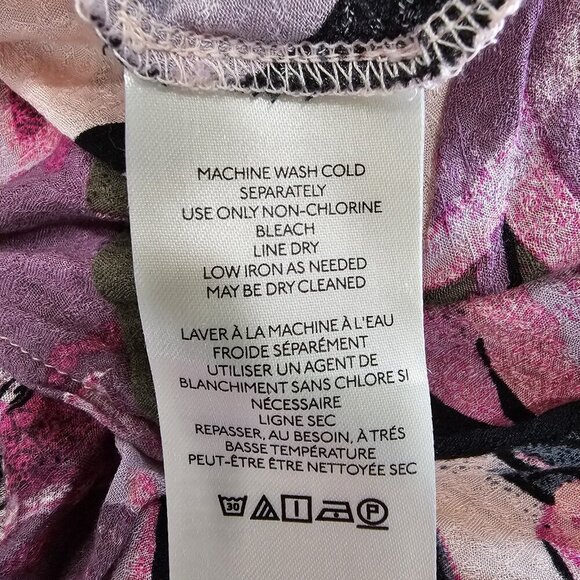 MACHINE WASH COLD
SEPARATELY
USE ONLY NON-CHLORINE
BLEACH
LINE DRY
LOW IRON AS NEEDED
MAY BE DRY CLEANED
LAVER À LA MACHINE À L'EAU
FROIDE SÉPARÉMENT
UTILISER UN AGENT DE
BLANCHIMENT SANS CHLORE SI
NÉCESSAIRE
LIGNE SEC
REPASSER, AU BESOIN, À TRÉS
BASSE TEMPÉRATURE
PEUT-ÊTRE ÊTRE NETTOYÉE SEC
30 P